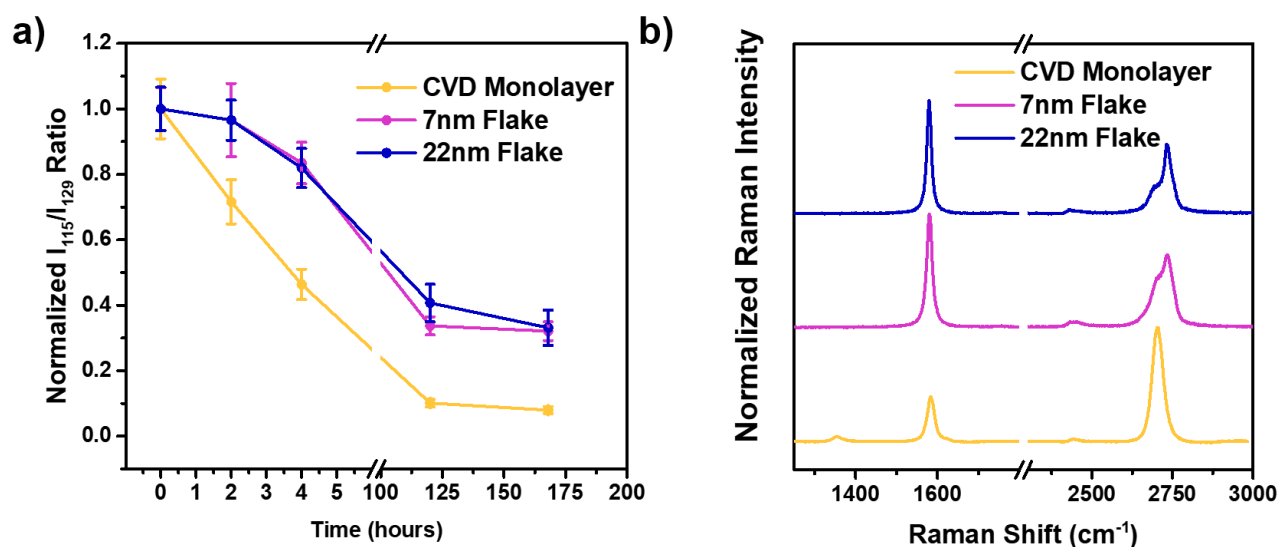 a)
Normalized I₁₁₅/I₁₂₉ Ratio
1.2
1.0
0.8
0.6
0.4
0.2
0.0
CVD Monolayer
7nm Flake
22nm Flake
0 1 2 3 4 5 100 125 150 175 200
Time (hours)
b)
Normalized Raman Intensity
CVD Monolayer
7nm Flake
22nm Flake
1400 1600 2500 2750 3000
Raman Shift (cm⁻¹)